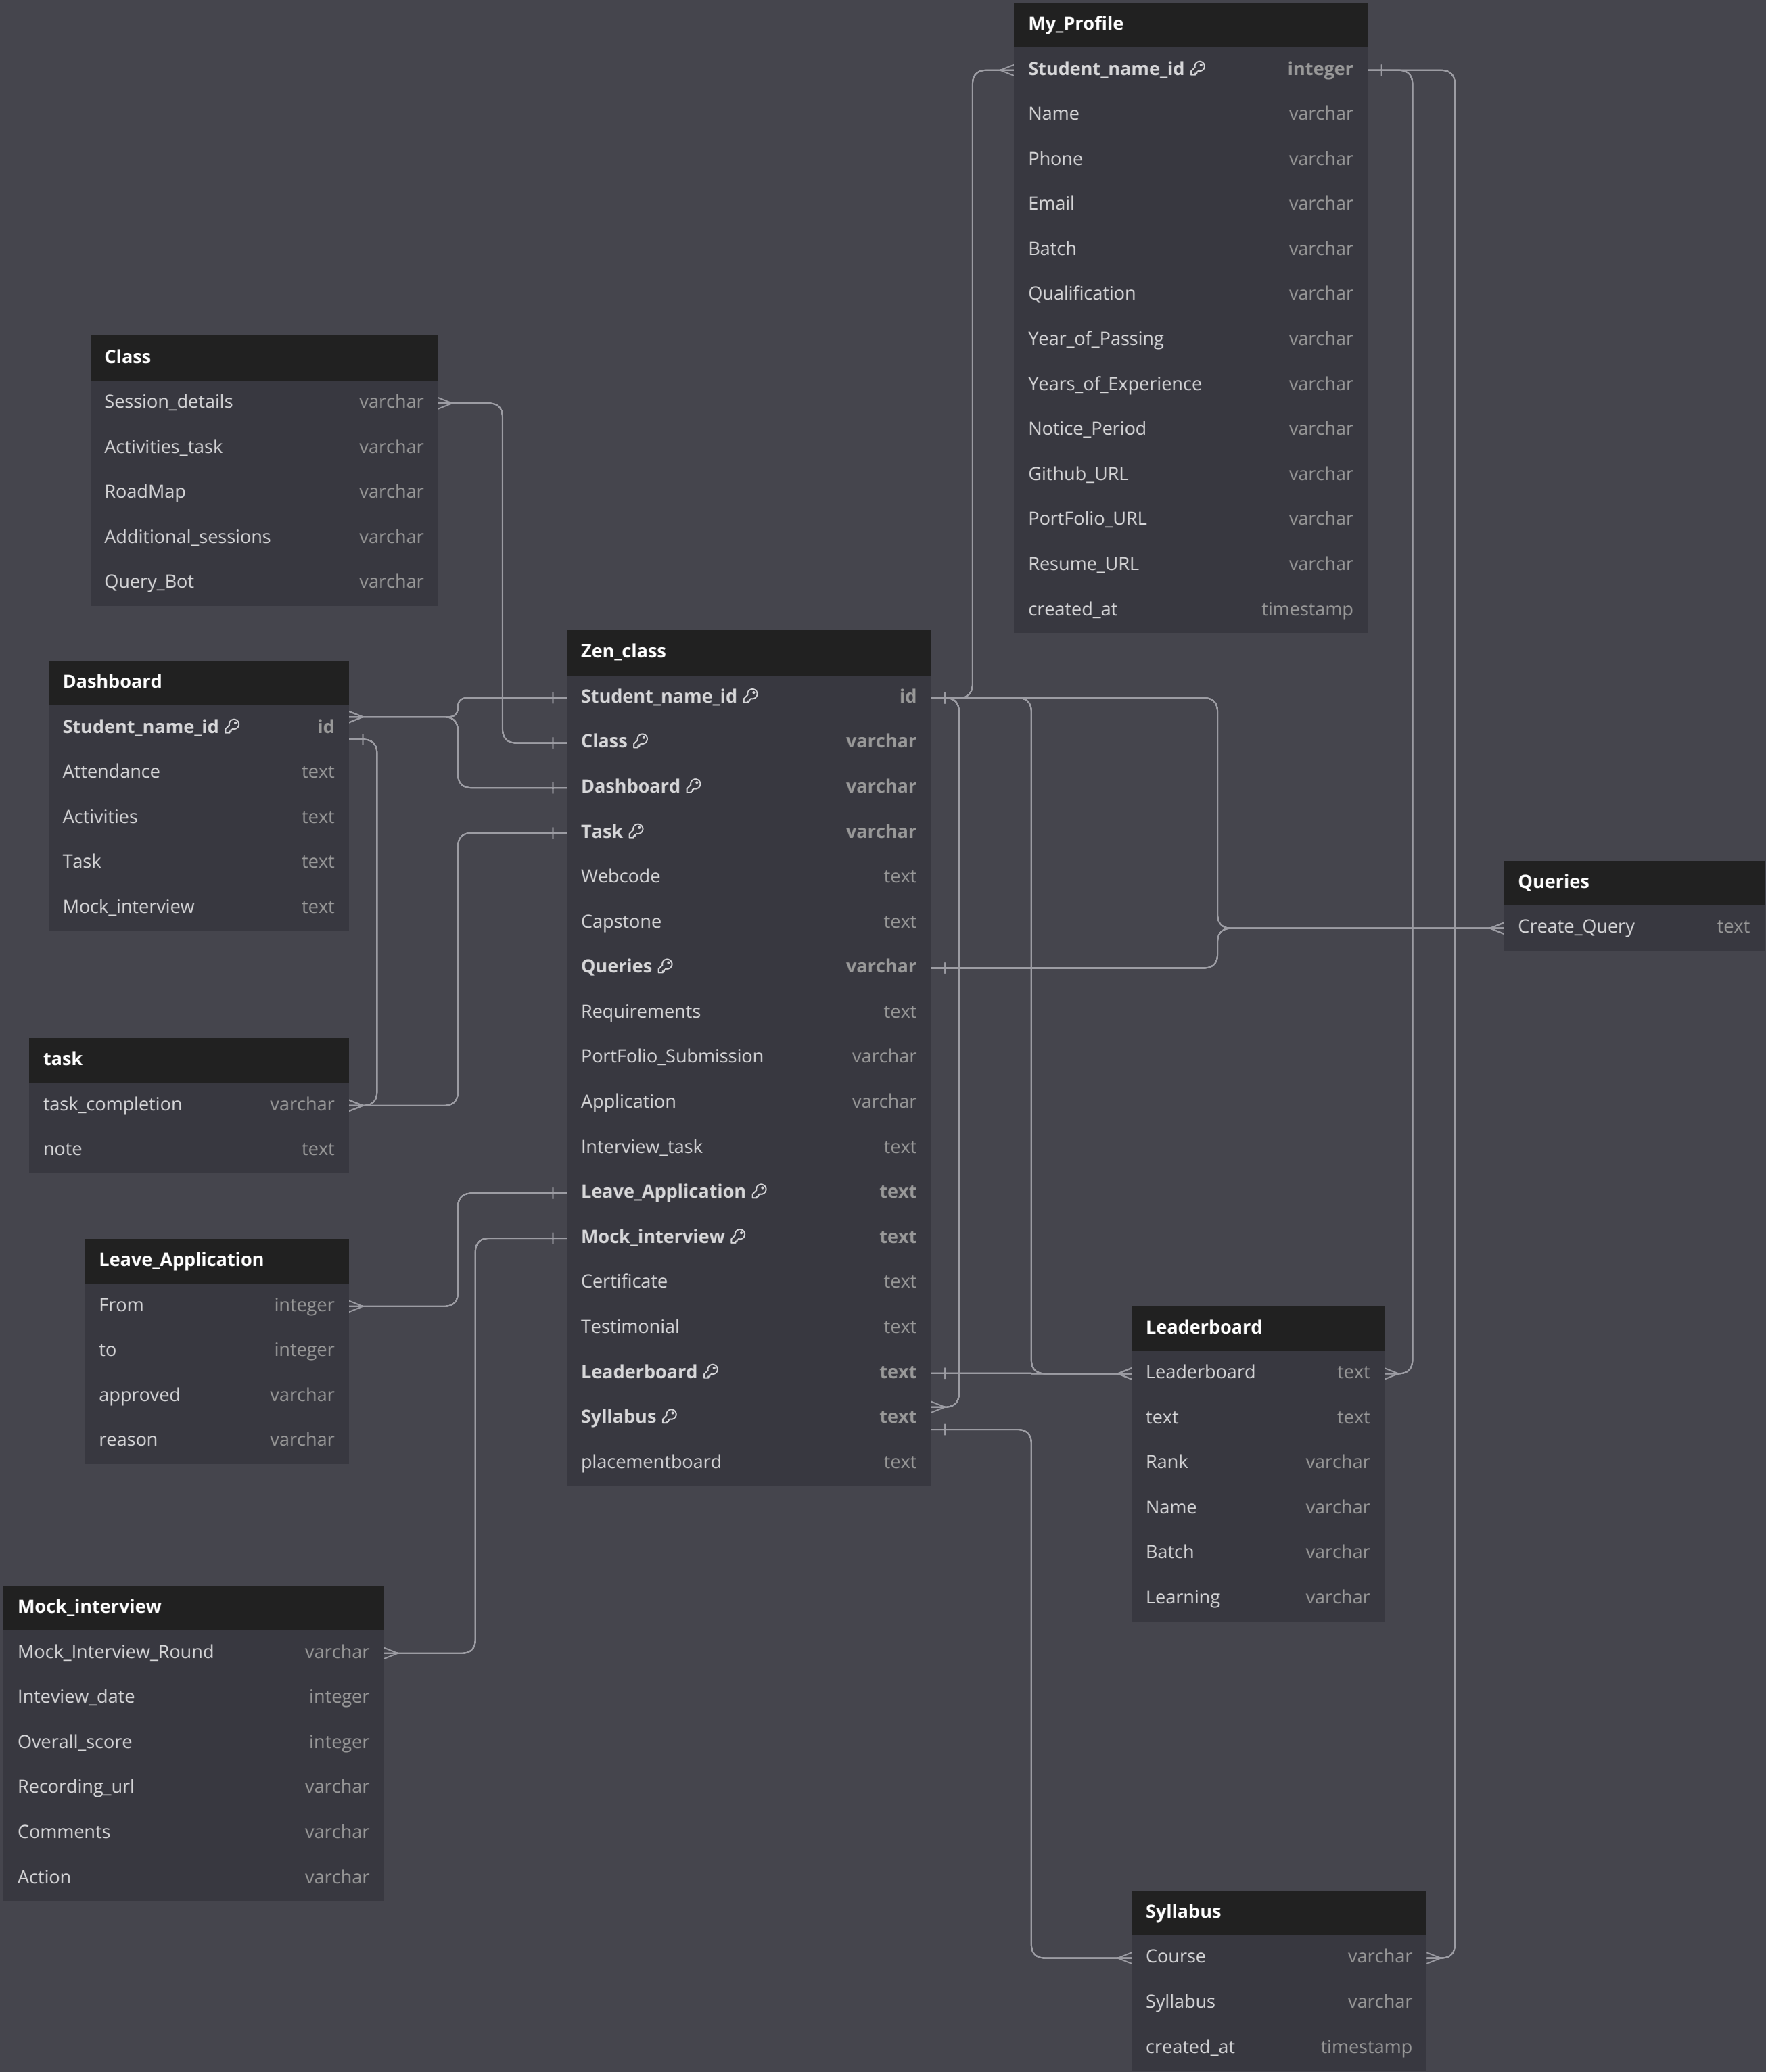 My_Profile
Student_name_id integer
Name varchar
Phone varchar
Email varchar
Batch varchar
Qualification varchar
Year_of_Passing varchar
Years_of_Experience varchar
Notice_Period varchar
Github_URL varchar
PortFolio_URL varchar
Resume_URL varchar
created_at timestamp
Class
Session_details varchar
Activities_task varchar
RoadMap varchar
Additional_sessions varchar
Query_Bot varchar
Dashboard
Student_name_id id
Attendance text
Activities text
Task text
Mock_interview text
Zen_class
Student_name_id id
Class varchar
Dashboard varchar
Task varchar
Webcode text
Capstone text
Queries varchar
Requirements text
PortFolio_Submission varchar
Application varchar
Interview_task text
Leave_Application text
Mock_interview text
Certificate text
Testimonial text
Leaderboard text
Syllabus text
placementboard text
Queries
Create_Query text
task
task_completion varchar
note text
Leave_Application
From integer
to integer
approved varchar
reason varchar
Leaderboard
Leaderboard text
text text
Rank varchar
Name varchar
Batch varchar
Learning varchar
Mock_interview
Mock_Interview_Round varchar
Inteview_date integer
Overall_score integer
Recording_url varchar
Comments varchar
Action varchar
Syllabus
Course varchar
Syllabus varchar
created_at timestamp